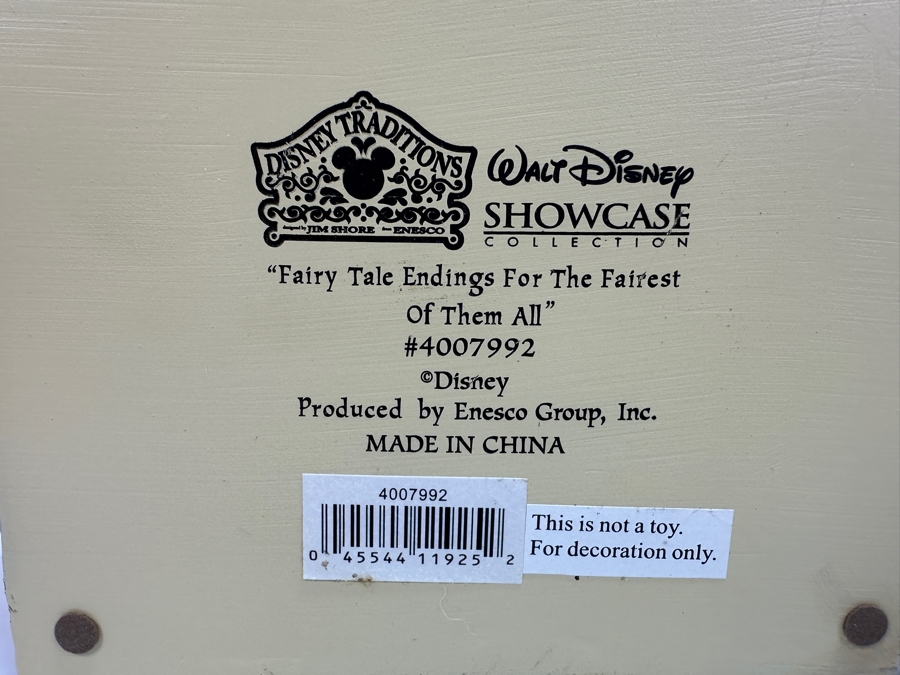 DISNEY TRADITIONS
designed by JIM SHORE from ENESCO
WALT DISNEY
SHOWCASE
COLLECTION
“Fairy Tale Endings For The Fairest
Of Them All”
#4007992
©Disney
Produced by Enesco Group, Inc.
MADE IN CHINA
4007992
0 45544 11925 2
This is not a toy.
For decoration only.